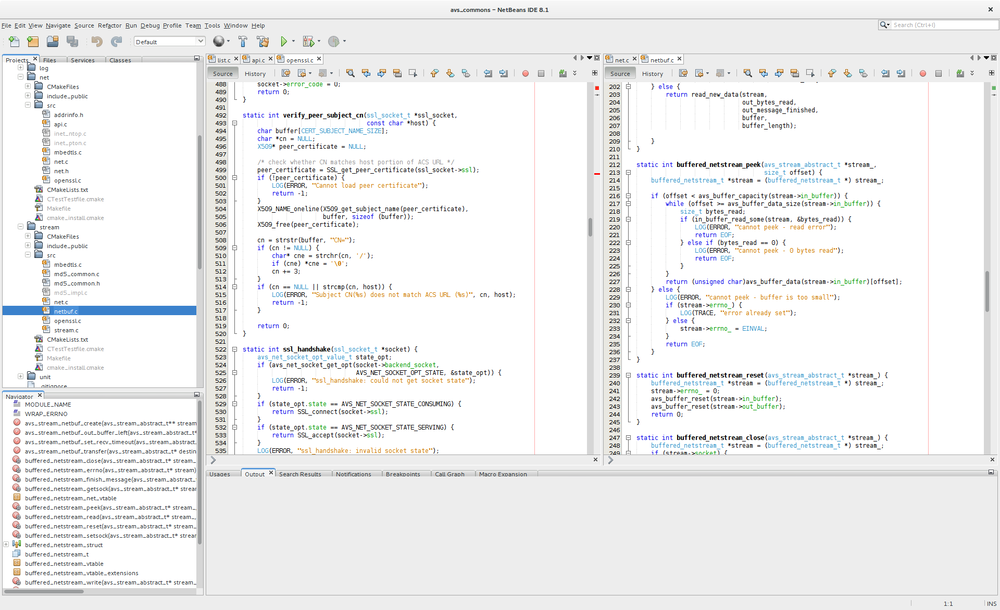 avs_commons – NetBeans IDE 8.1
File Edit View Navigate Source Refactor Run Debug Profile Team Tools Window Help
Search (Ctrl+I)
Default
Projects Files Services Classes
log
net
CMakeFiles
include_public
src
addrinfo.h
api.c
inet_ntop.c
inet_pton.c
mbedtls.c
net.c
net.h
openssl.c
CMakeLists.txt
CTestTestfile.cmake
Makefile
cmake_install.cmake
stream
CMakeFiles
include_public
src
mbedtls.c
md5_common.c
md5_common.h
md5_impl.c
net.c
netbuf.c
openssl.c
stream.c
CMakeLists.txt
CTestTestfile.cmake
Makefile
cmake_install.cmake
unit
.gitignore
Navigator
MODULE_NAME
WRAP_ERRNO
avs_stream_netbuf_create(avs_stream_abstract_t** stream
avs_stream_netbuf_out_buffer_left(avs_stream_abstract_t*
avs_stream_netbuf_set_recv_timeout(avs_stream_abstract_
avs_stream_netbuf_transfer(avs_stream_abstract_t* destin
buffered_netstream_close(avs_stream_abstract_t* stream_
buffered_netstream_errno(avs_stream_abstract_t* stream)
buffered_netstream_finish_message(avs_stream_abstract_t
buffered_netstream_getsock(avs_stream_abstract_t* strear
buffered_netstream_net_vtable
buffered_netstream_peek(avs_stream_abstract_t* stream_,
buffered_netstream_read(avs_stream_abstract_t* stream_,
buffered_netstream_reset(avs_stream_abstract_t* stream_
buffered_netstream_setsock(avs_stream_abstract_t* strear
buffered_netstream_struct
buffered_netstream_t
buffered_netstream_vtable
buffered_netstream_vtable_extensions
buffered_netstream_write(avs_stream_abstract_t* stream_
list.c api.c openssl.c
Source History
488 socket->error_code = 0;
489 return 0;
490 }
491
492 static int verify_peer_subject_cn(ssl_socket_t *ssl_socket,
493 const char *host) {
494 char buffer[CERT_SUBJECT_NAME_SIZE];
495 char *cn = NULL;
496 X509* peer_certificate = NULL;
497
498 /* check whether CN matches host portion of ACS URL */
499 peer_certificate = SSL_get_peer_certificate(ssl_socket->ssl);
500 if (!peer_certificate) {
501 LOG(ERROR, "Cannot load peer certificate");
502 return -1;
503 }
504 X509_NAME_oneline(X509_get_subject_name(peer_certificate),
505 buffer, sizeof (buffer));
506 X509_free(peer_certificate);
507
508 cn = strstr(buffer, "CN=");
509 if (cn != NULL) {
510 char* cne = strchr(cn, '/');
511 if (cne) *cne = '\0';
512 cn += 3;
513 }
514 if (cn == NULL || strcmp(cn, host)) {
515 LOG(ERROR, "Subject CN(%s) does not match ACS URL (%s)", cn, host);
516 return -1;
517 }
518
519 return 0;
520 }
521
522 static int ssl_handshake(ssl_socket_t *socket) {
523 avs_net_socket_opt_value_t state_opt;
524 if (avs_net_socket_get_opt(socket->backend_socket,
525 AVS_NET_SOCKET_OPT_STATE, &state_opt)) {
526 LOG(ERROR, "ssl_handshake: could not get socket state");
527 return -1;
528 }
529 if (state_opt.state == AVS_NET_SOCKET_STATE_CONSUMING) {
530 return SSL_connect(socket->ssl);
531 }
532 if (state_opt.state == AVS_NET_SOCKET_STATE_SERVING) {
533 return SSL_accept(socket->ssl);
534 }
535 LOG(ERROR, "ssl_handshake: invalid socket state");
net.c netbuf.c
Source History
202 } else {
203 return read_new_data(stream,
204 out_bytes_read,
205 out_message_finished,
206 buffer,
207 buffer_length);
208
209 }
210 }
211
212 static int buffered_netstream_peek(avs_stream_abstract_t *stream_,
213 size_t offset) {
214 buffered_netstream_t *stream = (buffered_netstream_t *) stream_;
215
216 if (offset < avs_buffer_capacity(stream->in_buffer)) {
217 while (offset >= avs_buffer_data_size(stream->in_buffer)) {
218 size_t bytes_read;
219 if (in_buffer_read_some(stream, &bytes_read)) {
220 LOG(ERROR, "cannot peek - read error");
221 return EOF;
222 } else if (bytes_read == 0) {
223 LOG(ERROR, "cannot peek - 0 bytes read");
224 return EOF;
225 }
226 }
227 return (unsigned char)avs_buffer_data(stream->in_buffer)[offset];
228 } else {
229 LOG(ERROR, "cannot peek - buffer is too small");
230 if (stream->errno_) {
231 LOG(TRACE, "error already set");
232 } else {
233 stream->errno_ = EINVAL;
234 }
235 return EOF;
236 }
237 }
238
239 static int buffered_netstream_reset(avs_stream_abstract_t *stream_) {
240 buffered_netstream_t *stream = (buffered_netstream_t *) stream_;
241 stream->errno_ = 0;
242 avs_buffer_reset(stream->in_buffer);
243 avs_buffer_reset(stream->out_buffer);
244 return 0;
245 }
246
247 static int buffered_netstream_close(avs_stream_abstract_t *stream_) {
248 buffered_netstream_t *stream = (buffered_netstream_t *) stream_;
249 if (stream->socket) {
Usages Output Search Results Notifications Breakpoints Call Graph Macro Expansion
1:1 INS